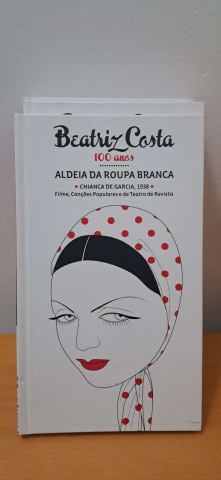 Beatriz Costa
100 anos
ALDEIA DA ROUPA BRANCA
• CHIANCA DE GARCIA, 1938 •
Filme, Canções Populares e de Teatro de Revista